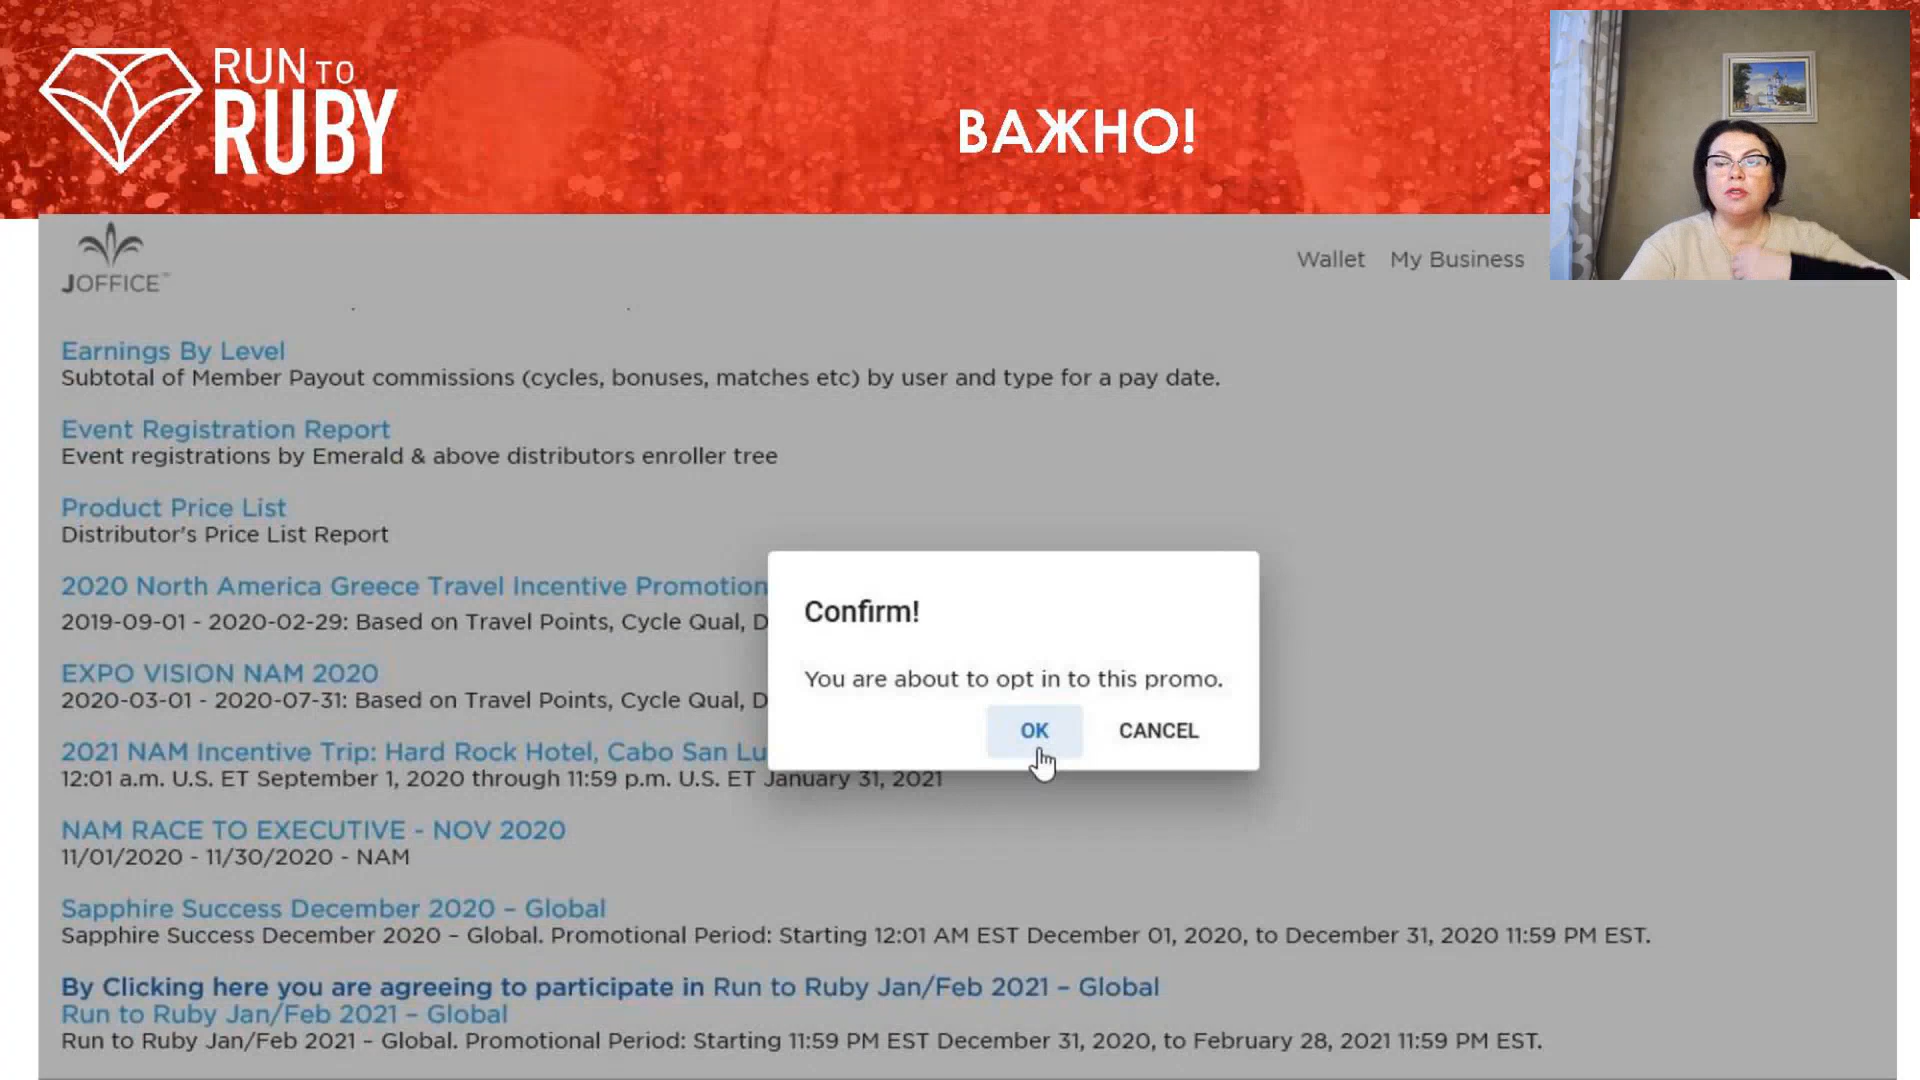 RUN TO
RUBY
ВАЖНО!
JOFFICE™
Wallet My Business
Earnings By Level
Subtotal of Member Payout commissions (cycles, bonuses, matches etc) by user and type for a pay date.
Event Registration Report
Event registrations by Emerald & above distributors enroller tree
Product Price List
Distributor's Price List Report
2020 North America Greece Travel Incentive Promotion
2019-09-01 - 2020-02-29: Based on Travel Points, Cycle Qual, D
EXPO VISION NAM 2020
2020-03-01 - 2020-07-31: Based on Travel Points, Cycle Qual, D
2021 NAM Incentive Trip: Hard Rock Hotel, Cabo San Lu
12:01 a.m. U.S. ET September 1, 2020 through 11:59 p.m. U.S. ET January 31, 2021
Confirm!
You are about to opt in to this promo.
OK CANCEL
NAM RACE TO EXECUTIVE - NOV 2020
11/01/2020 - 11/30/2020 - NAM
Sapphire Success December 2020 – Global
Sapphire Success December 2020 – Global. Promotional Period: Starting 12:01 AM EST December 01, 2020, to December 31, 2020 11:59 PM EST.
By Clicking here you are agreeing to participate in Run to Ruby Jan/Feb 2021 – Global
Run to Ruby Jan/Feb 2021 – Global
Run to Ruby Jan/Feb 2021 – Global. Promotional Period: Starting 11:59 PM EST December 31, 2020, to February 28, 2021 11:59 PM EST.